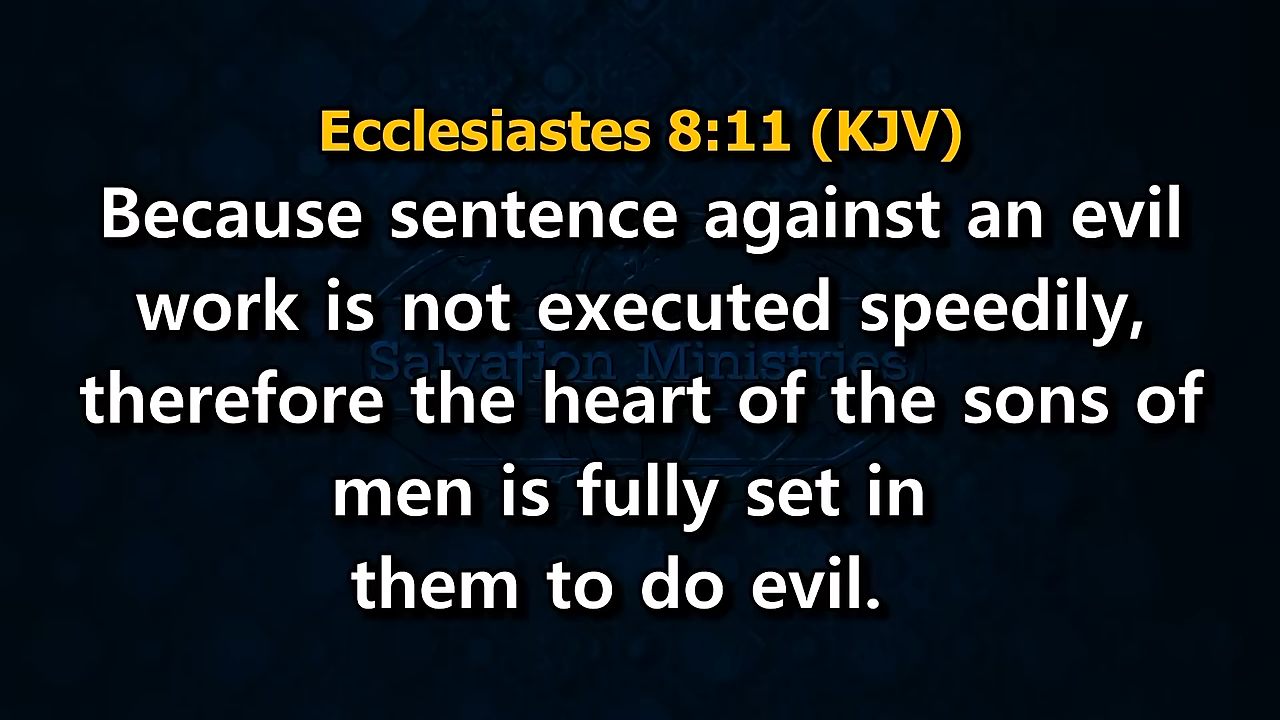 Ecclesiastes 8:11 (KJV)
Because sentence against an evil
work is not executed speedily,
Salvation Ministries
therefore the heart of the sons of
men is fully set in
them to do evil.